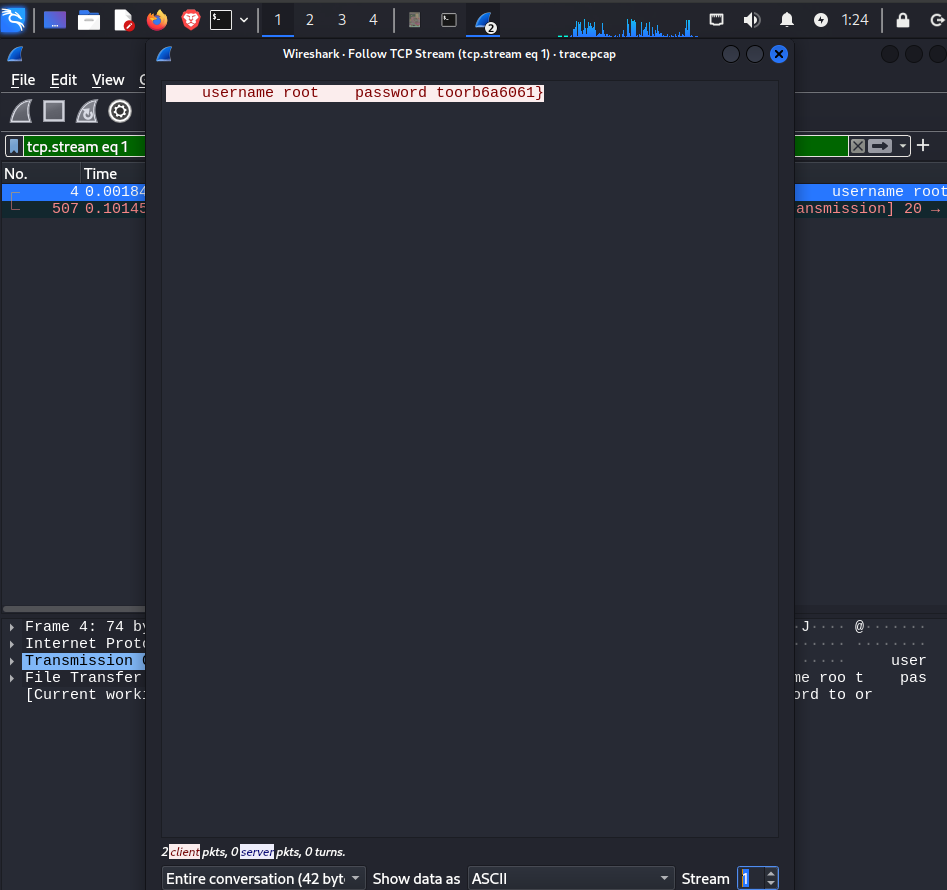 1 2 3 4 2 1:24
Wireshark · Follow TCP Stream (tcp.stream eq 1) · trace.pcap
File Edit View
username root password toorb6a6061}
tcp.stream eq 1
No. Time
4 0.00184 username root
507 0.10145 ansmission] 20 →
Frame 4: 74 by J···· @·······
Internet Proto ······ ········
Transmission ····· user
File Transfer me roo t pas
[Current worki ord to or
2 client pkts, 0 server pkts, 0 turns.
Entire conversation (42 byt Show data as ASCII Stream 1